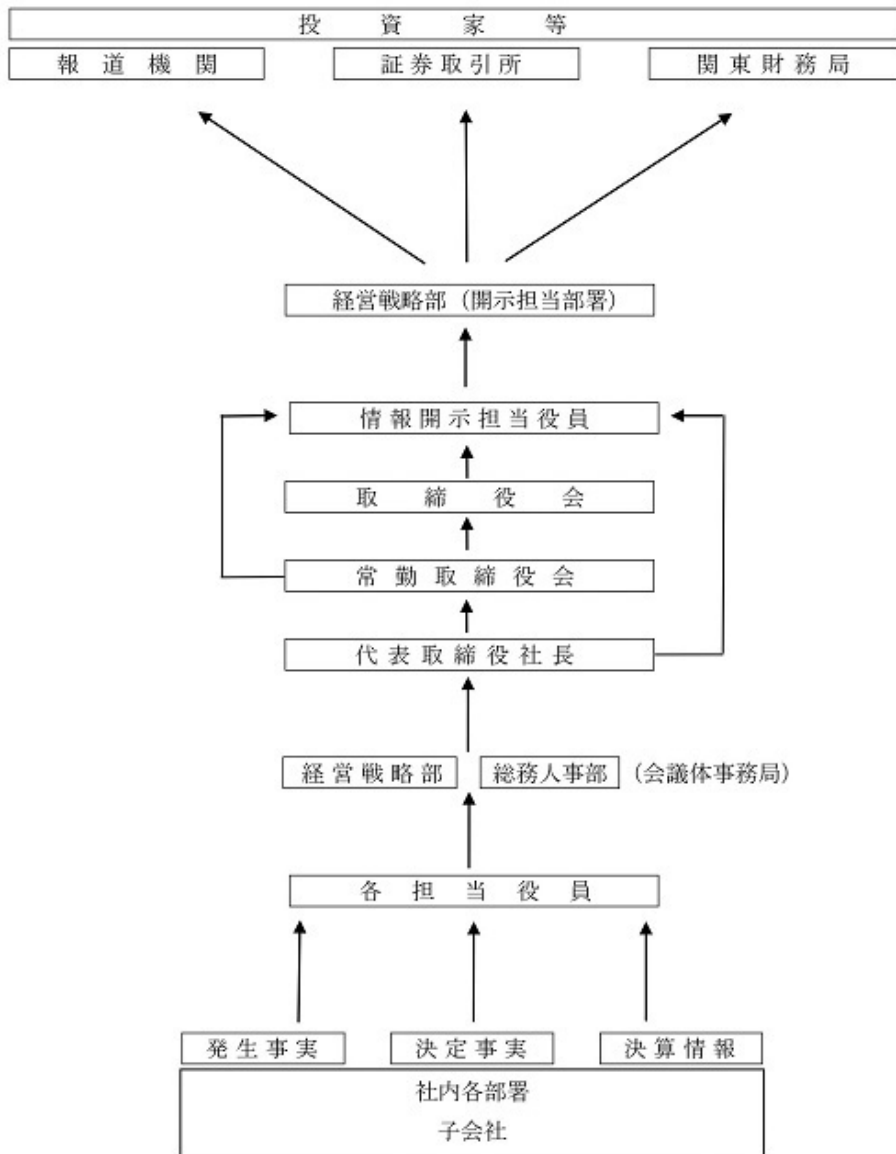 投資家等
報道機関 証券取引所 関東財務局
経営戦略部（開示担当部署）
情報開示担当役員
取締役会
常勤取締役会
代表取締役社長
経営戦略部 総務人事部 （会議体事務局）
各担当役員
発生事実 決定事実 決算情報
社内各部署
子会社